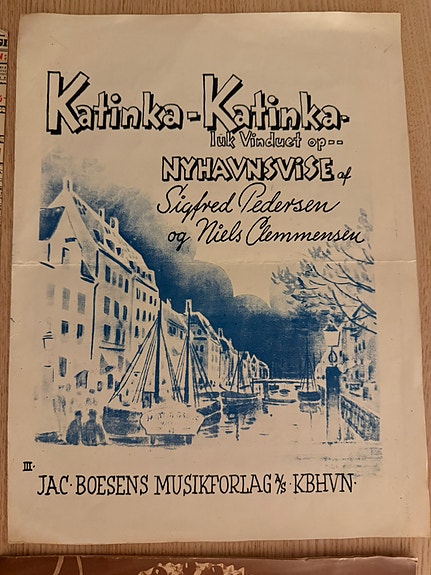 Katinka-Katinka-
luk Vinduet op--
NYHAVNSViSE af
Sigfred Pedersen
og Niels Clemmensen
III.
JAC. BOESENS MUSIKFORLAG A/S. KBHVN.